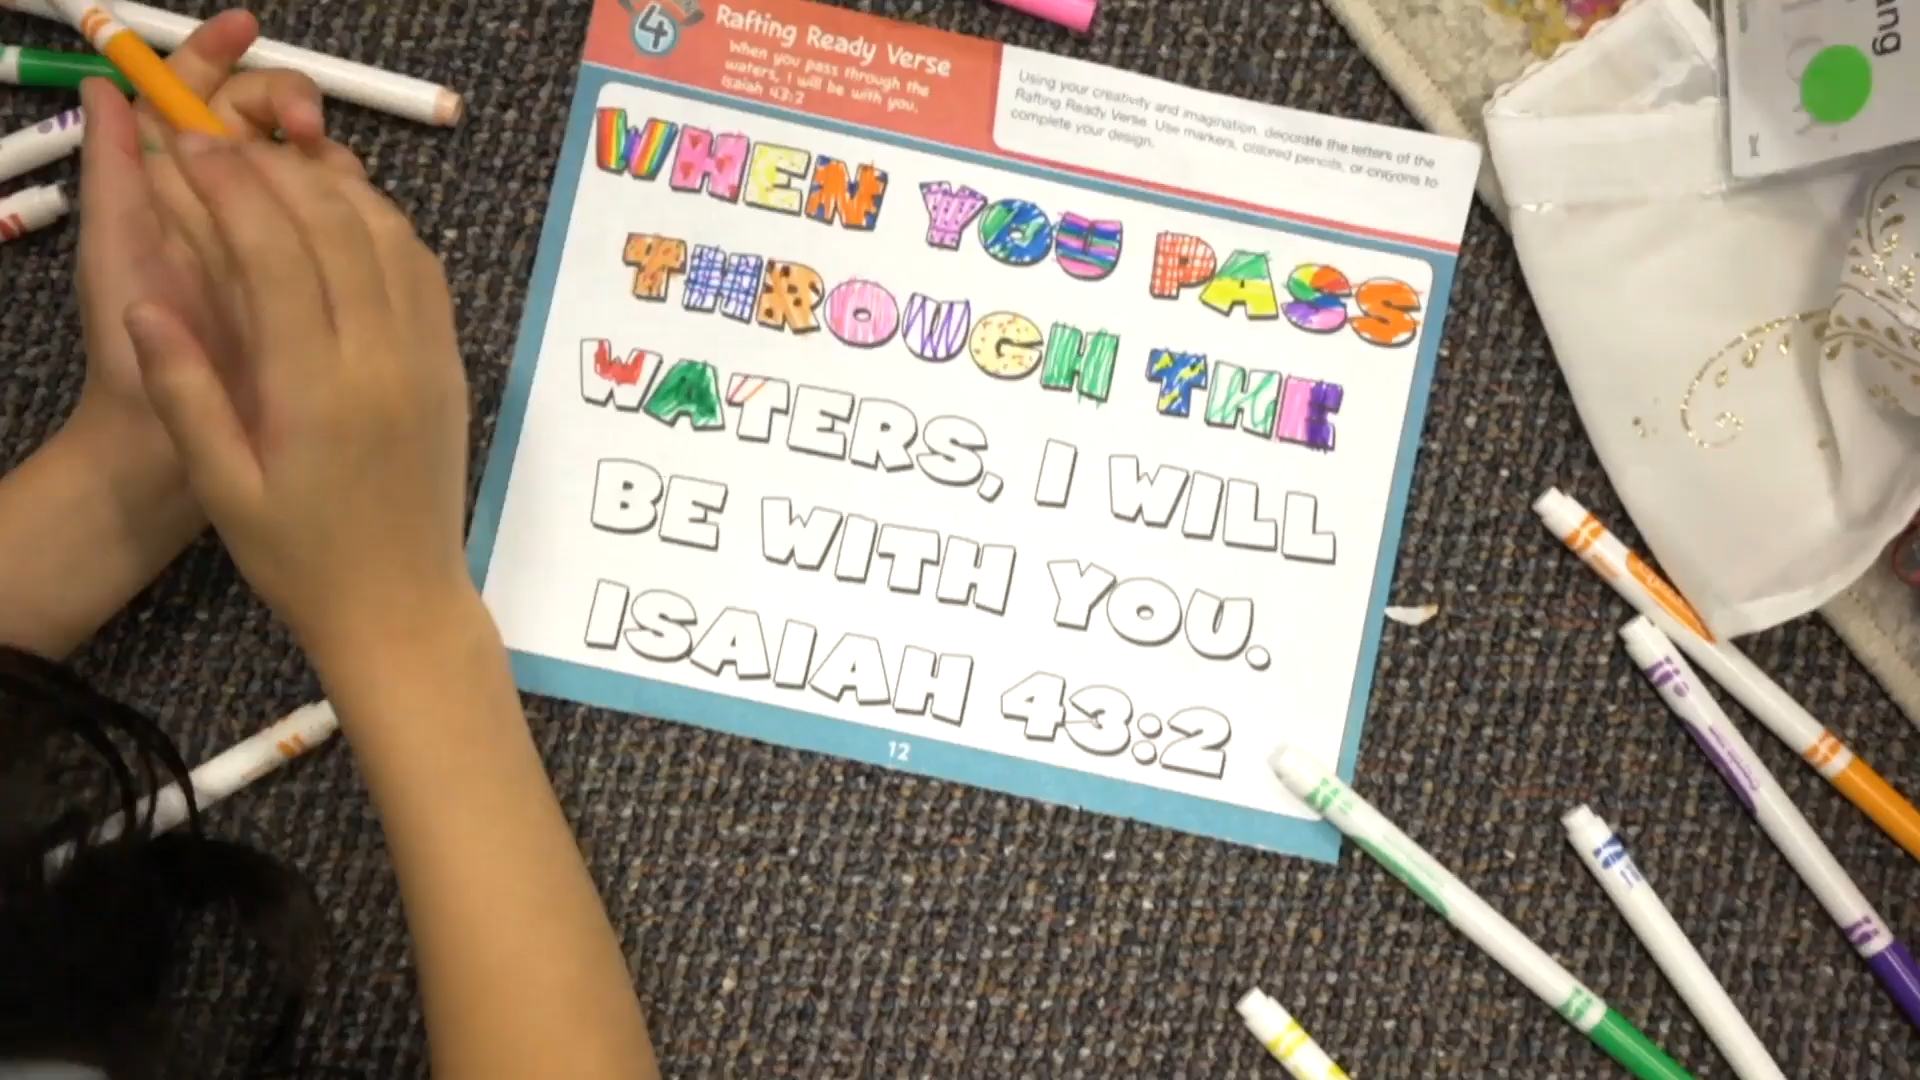 4
Rafting Ready Verse
When you pass through the
waters, I will be with you.
Isaiah 43:2
Using your creativity and imagination, decorate the letters of the
Rafting Ready Verse. Use markers, colored pencils, or crayons to
complete your design.
WHEN YOU PASS
THROUGH THE
WATERS, I WILL
BE WITH YOU.
ISAIAH 43:2
12
ang